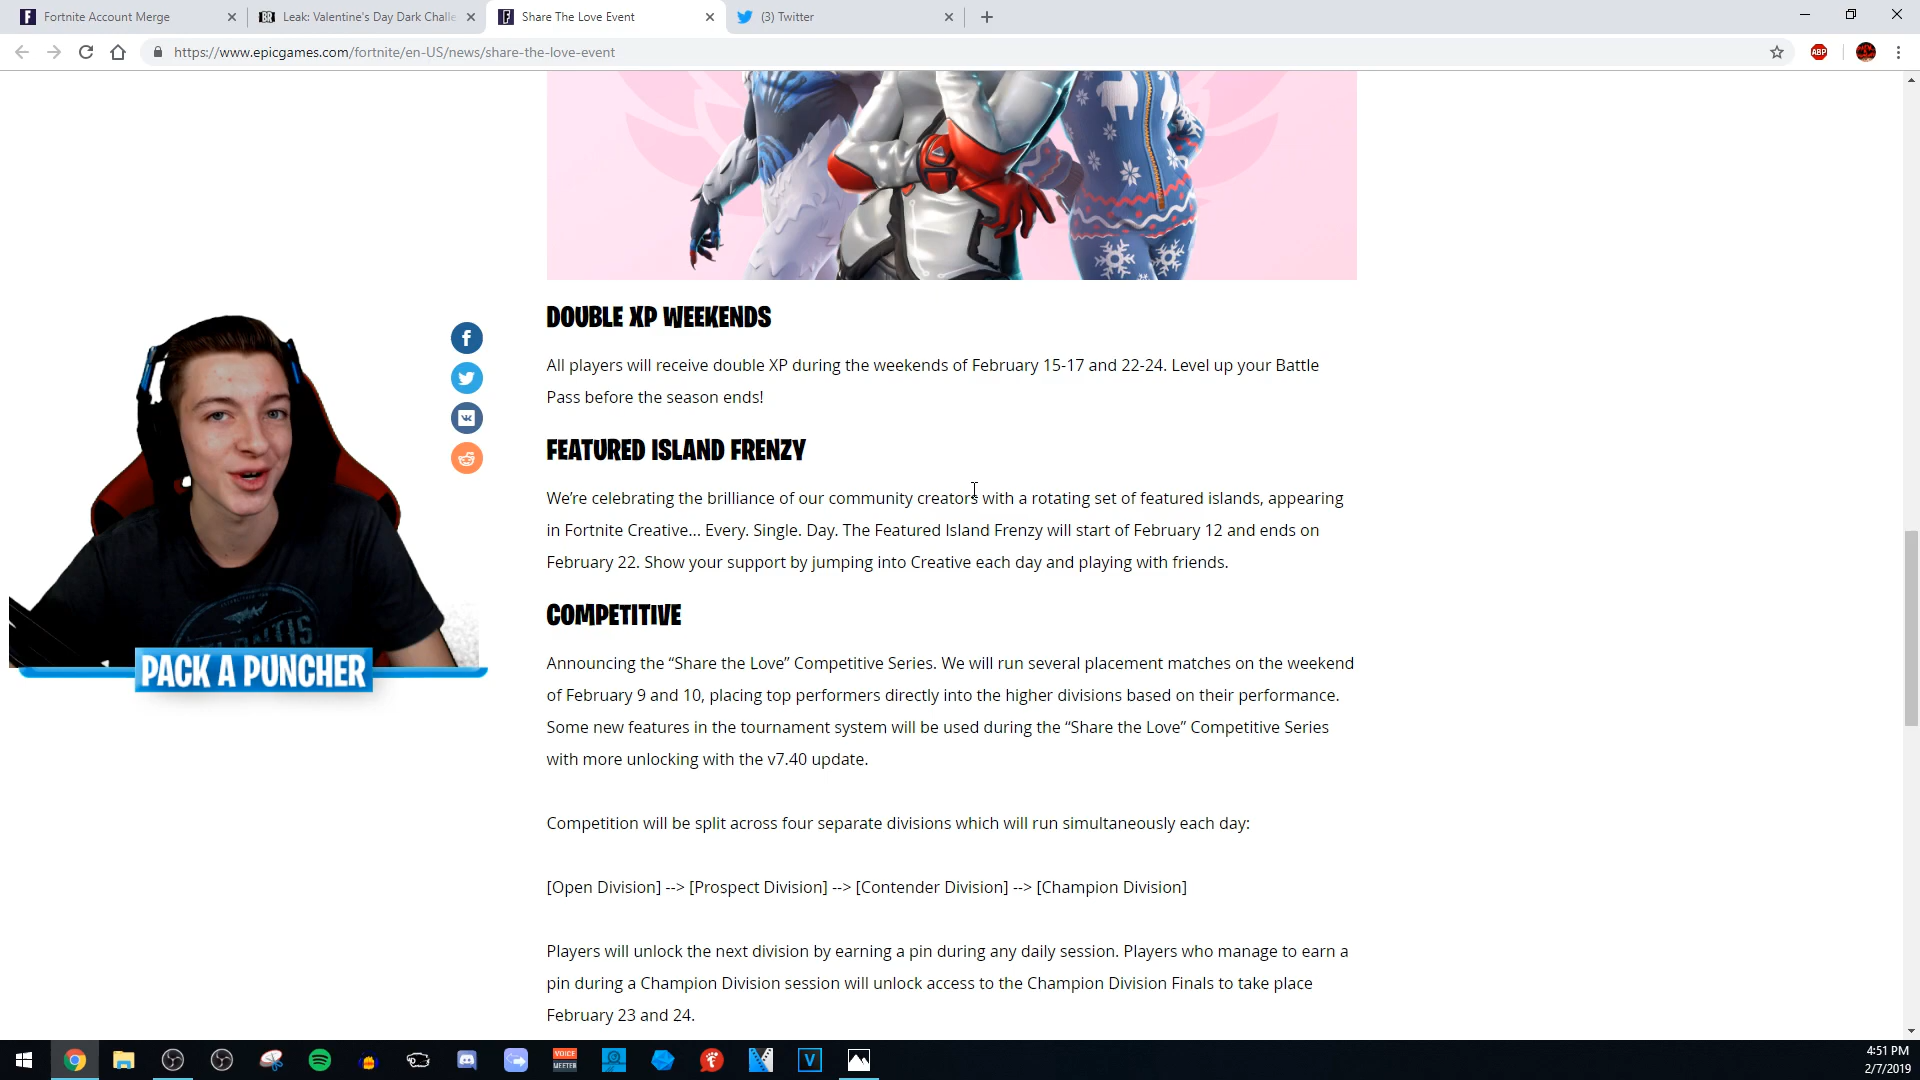 Fortnite Account Merge
Leak: Valentine's Day Dark Challe
Share The Love Event
(3) Twitter
https://www.epicgames.com/fortnite/en-US/news/share-the-love-event
ABP
DOUBLE XP WEEKENDS
All players will receive double XP during the weekends of February 15-17 and 22-24. Level up your Battle
Pass before the season ends!
FEATURED ISLAND FRENZY
We’re celebrating the brilliance of our community creators with a rotating set of featured islands, appearing
in Fortnite Creative... Every. Single. Day. The Featured Island Frenzy will start of February 12 and ends on
February 22. Show your support by jumping into Creative each day and playing with friends.
COMPETITIVE
Announcing the “Share the Love” Competitive Series. We will run several placement matches on the weekend
of February 9 and 10, placing top performers directly into the higher divisions based on their performance.
Some new features in the tournament system will be used during the “Share the Love” Competitive Series
with more unlocking with the v7.40 update.
Competition will be split across four separate divisions which will run simultaneously each day:
[Open Division] --> [Prospect Division] --> [Contender Division] --> [Champion Division]
Players will unlock the next division by earning a pin during any daily session. Players who manage to earn a
pin during a Champion Division session will unlock access to the Champion Division Finals to take place
February 23 and 24.
PACK A PUNCHER
VOICE
MEETER
4:51 PM
2/7/2019